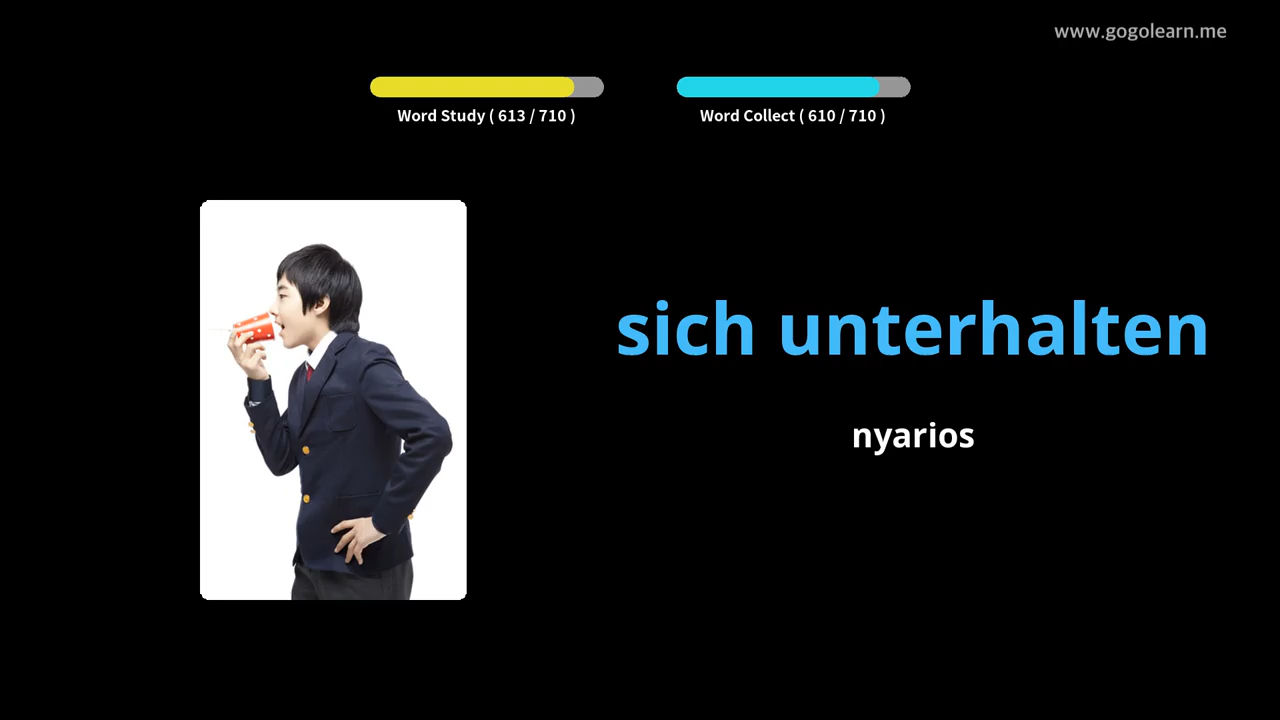 www.gogolearn.me
Word Study ( 613 / 710 )
Word Collect ( 610 / 710 )
sich unterhalten
nyarios